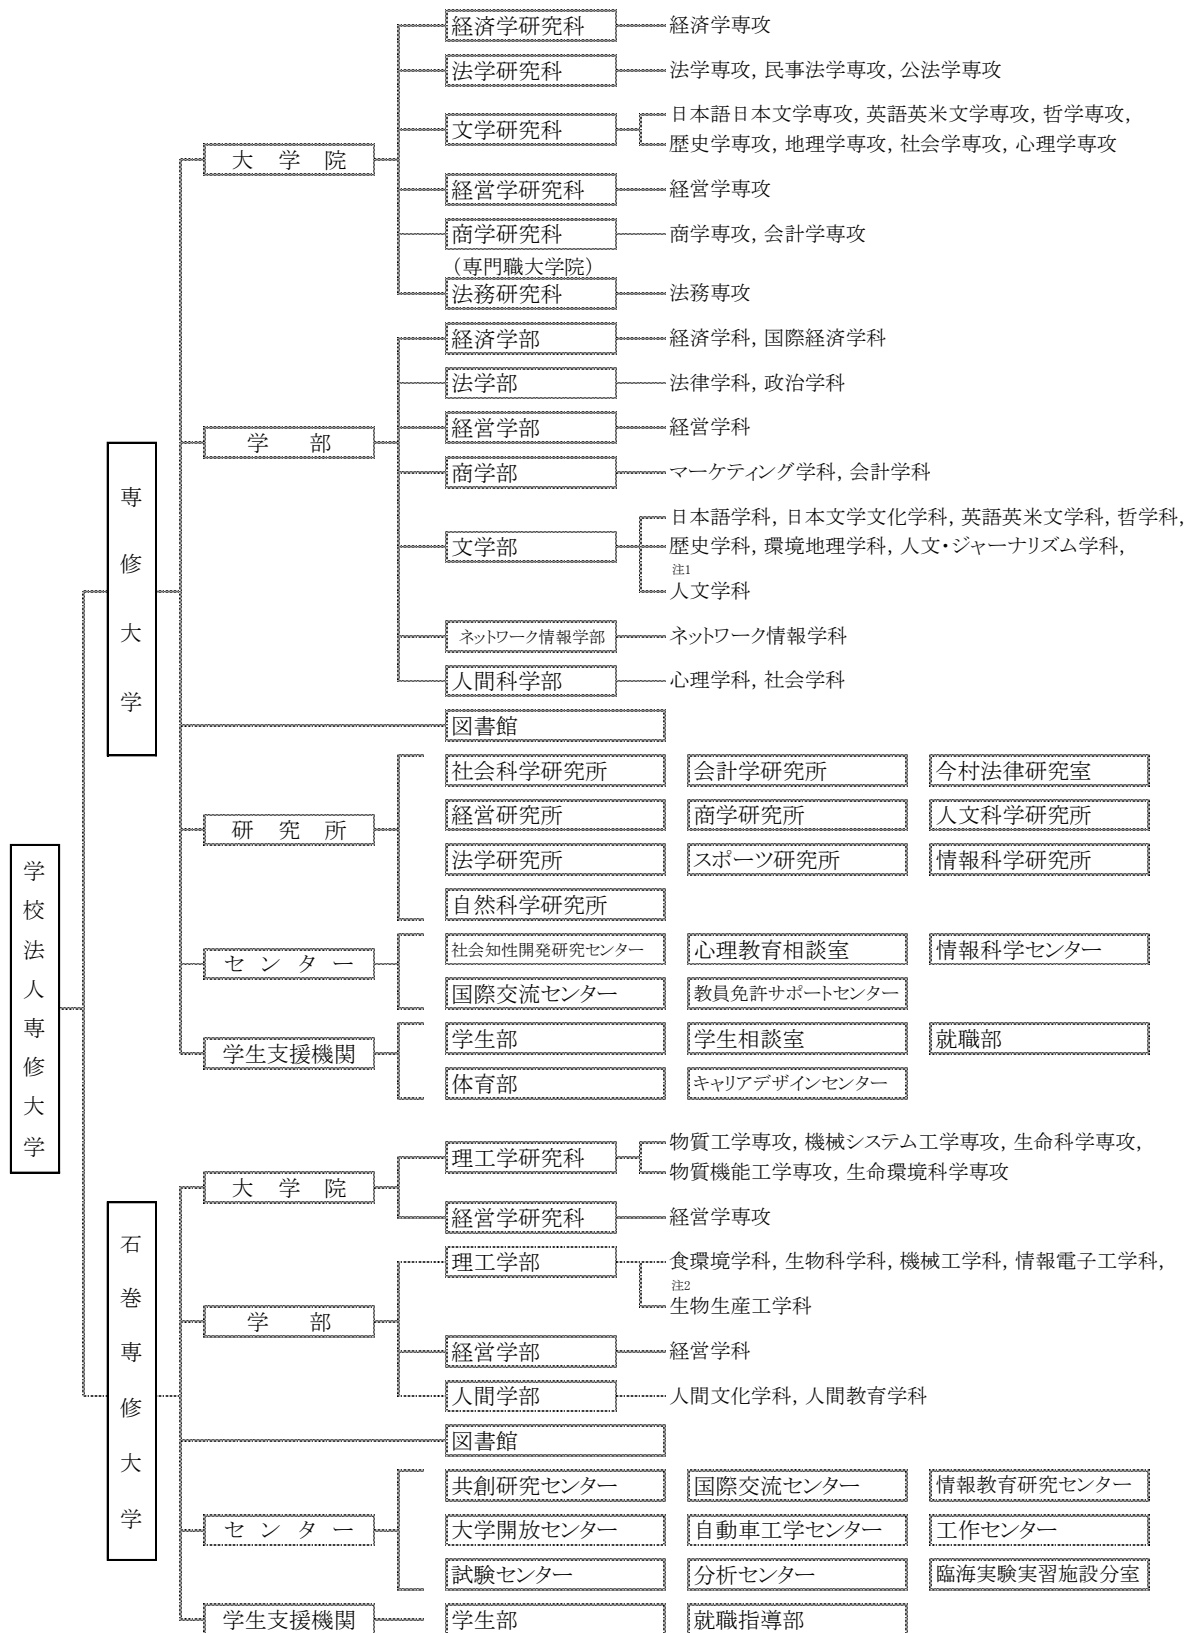 学校法人専修大学
専修大学
大学院
経済学研究科 経済学専攻
法学研究科 法学専攻, 民事法学専攻, 公法学専攻
文学研究科 日本語日本文学専攻, 英語英米文学専攻, 哲学専攻,
歴史学専攻, 地理学専攻, 社会学専攻, 心理学専攻
経営学研究科 経営学専攻
商学研究科 商学専攻, 会計学専攻
(専門職大学院)
法務研究科 法務専攻
学部
経済学部 経済学科, 国際経済学科
法学部 法律学科, 政治学科
経営学部 経営学科
商学部 マーケティング学科, 会計学科
文学部 日本語学科, 日本文学文化学科, 英語英米文学科, 哲学科,
歴史学科, 環境地理学科, 人文・ジャーナリズム学科,
注1
人文学科
ネットワーク情報学部 ネットワーク情報学科
人間科学部 心理学科, 社会学科
図書館
研究所
社会科学研究所 会計学研究所 今村法律研究室
経営研究所 商学研究所 人文科学研究所
法学研究所 スポーツ研究所 情報科学研究所
自然科学研究所
センター
社会知性開発研究センター 心理教育相談室 情報科学センター
国際交流センター 教員免許サポートセンター
学生支援機関
学生部 学生相談室 就職部
体育部 キャリアデザインセンター
石巻専修大学
大学院
理工学研究科 物質工学専攻, 機械システム工学専攻, 生命科学専攻,
物質機能工学専攻, 生命環境科学専攻
経営学研究科 経営学専攻
学部
理工学部 食環境学科, 生物科学科, 機械工学科, 情報電子工学科,
注2
生物生産工学科
経営学部 経営学科
人間学部 人間文化学科, 人間教育学科
図書館
センター
共創研究センター 国際交流センター 情報教育研究センター
大学開放センター 自動車工学センター 工作センター
試験センター 分析センター 臨海実験実習施設分室
学生支援機関
学生部 就職指導部